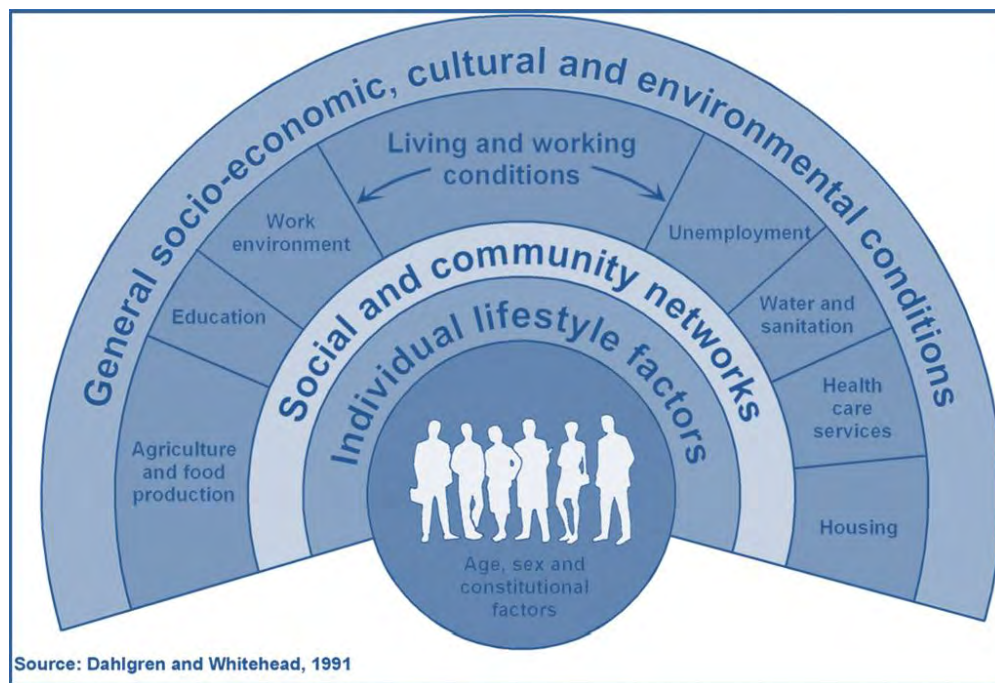 General socio-economic, cultural and environmental conditions
Living and working
conditions
Work
environment
Unemployment
Education
Water and
sanitation
Agriculture
and food
production
Health
care
services
Housing
Social and community networks
Individual lifestyle factors
Age, sex and
constitutional
factors
Source: Dahlgren and Whitehead, 1991